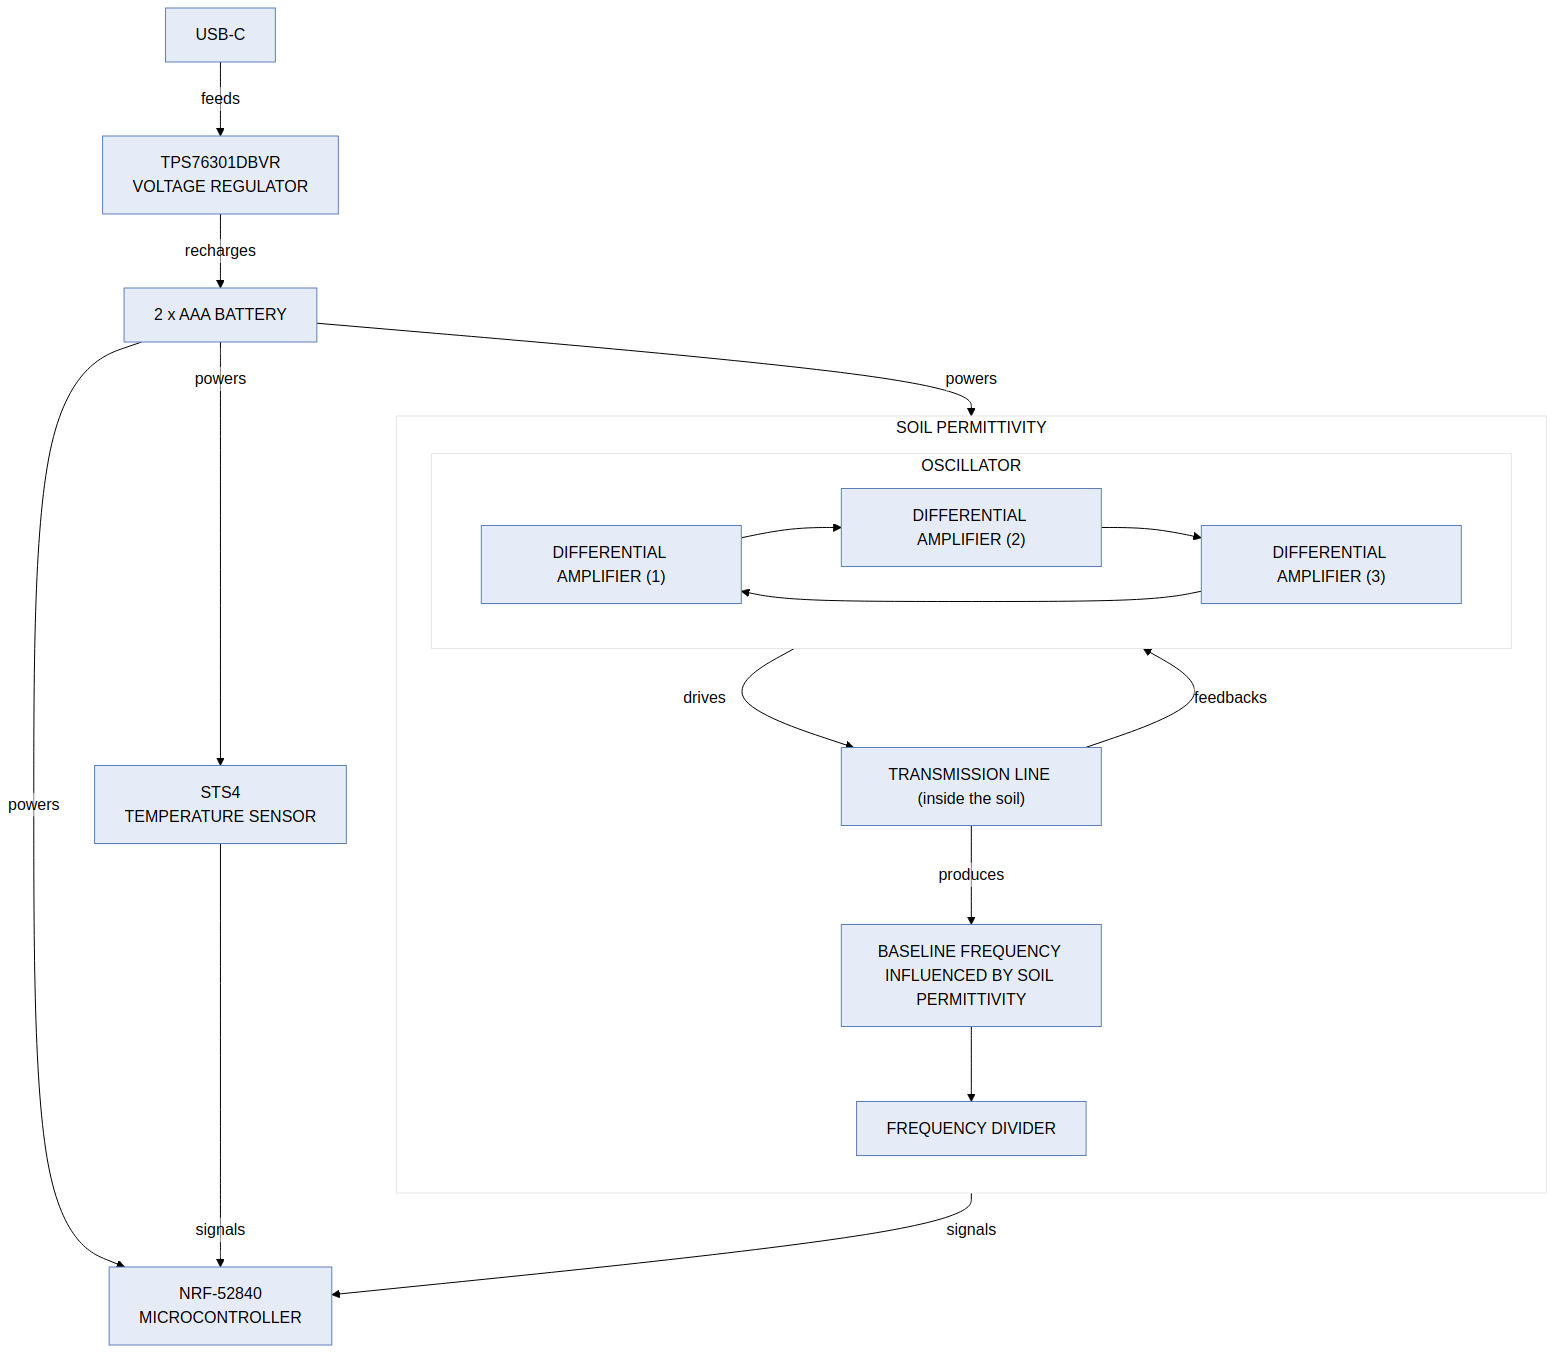 USB-C
feeds
TPS76301DBVR
VOLTAGE REGULATOR
recharges
2 x AAA BATTERY
powers
powers
SOIL PERMITTIVITY
OSCILLATOR
DIFFERENTIAL
AMPLIFIER (1)
DIFFERENTIAL
AMPLIFIER (2)
DIFFERENTIAL
AMPLIFIER (3)
drives
feedbacks
TRANSMISSION LINE
(inside the soil)
powers
STS4
TEMPERATURE SENSOR
produces
BASELINE FREQUENCY
INFLUENCED BY SOIL
PERMITTIVITY
FREQUENCY DIVIDER
signals
signals
NRF-52840
MICROCONTROLLER